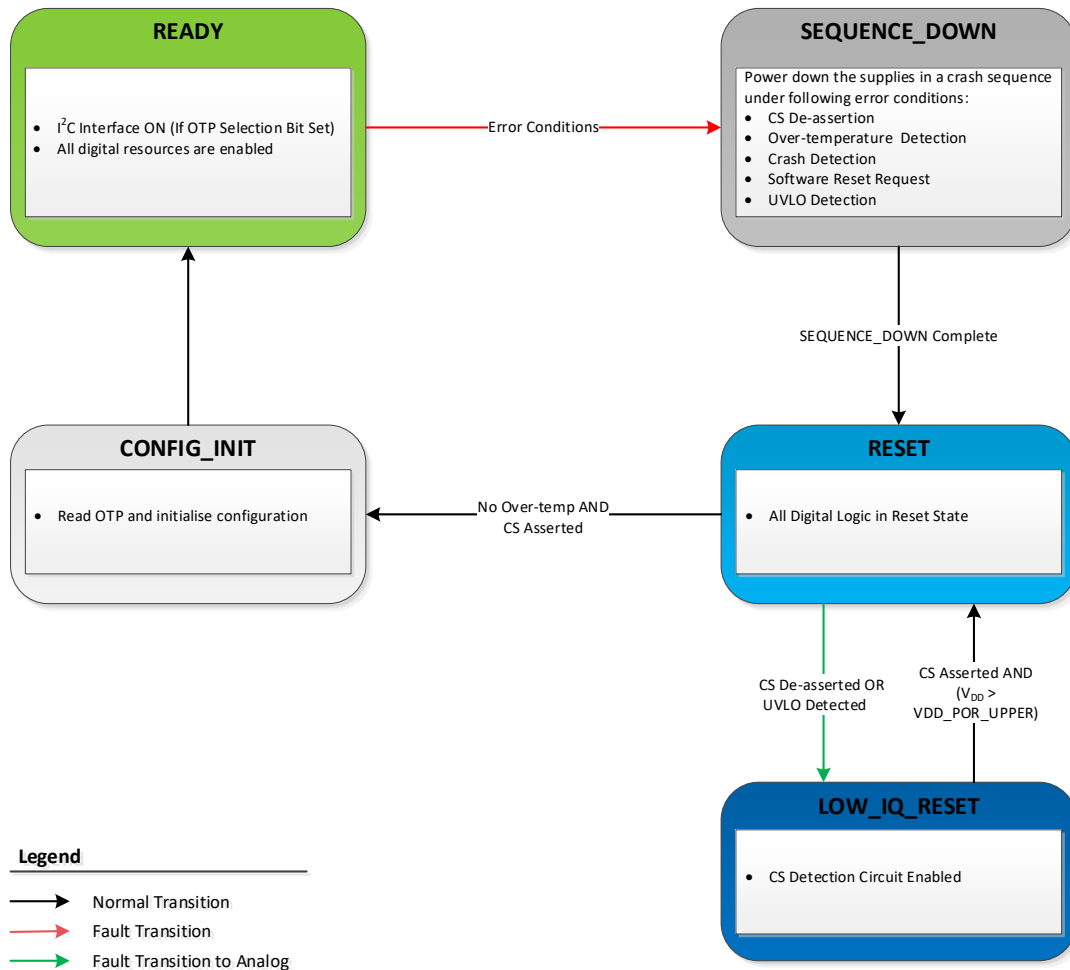 READY
• I²C Interface ON (If OTP Selection Bit Set)
• All digital resources are enabled
Error Conditions
SEQUENCE_DOWN
Power down the supplies in a crash sequence
under following error conditions:
• CS De-assertion
• Over-temperature Detection
• Crash Detection
• Software Reset Request
• UVLO Detection
SEQUENCE_DOWN Complete
CONFIG_INIT
• Read OTP and initialise configuration
No Over-temp AND
CS Asserted
RESET
• All Digital Logic in Reset State
CS De-asserted OR
UVLO Detected
CS Asserted AND
(VDD >
VDD_POR_UPPER)
LOW_IQ_RESET
• CS Detection Circuit Enabled
Legend
Normal Transition
Fault Transition
Fault Transition to Analog